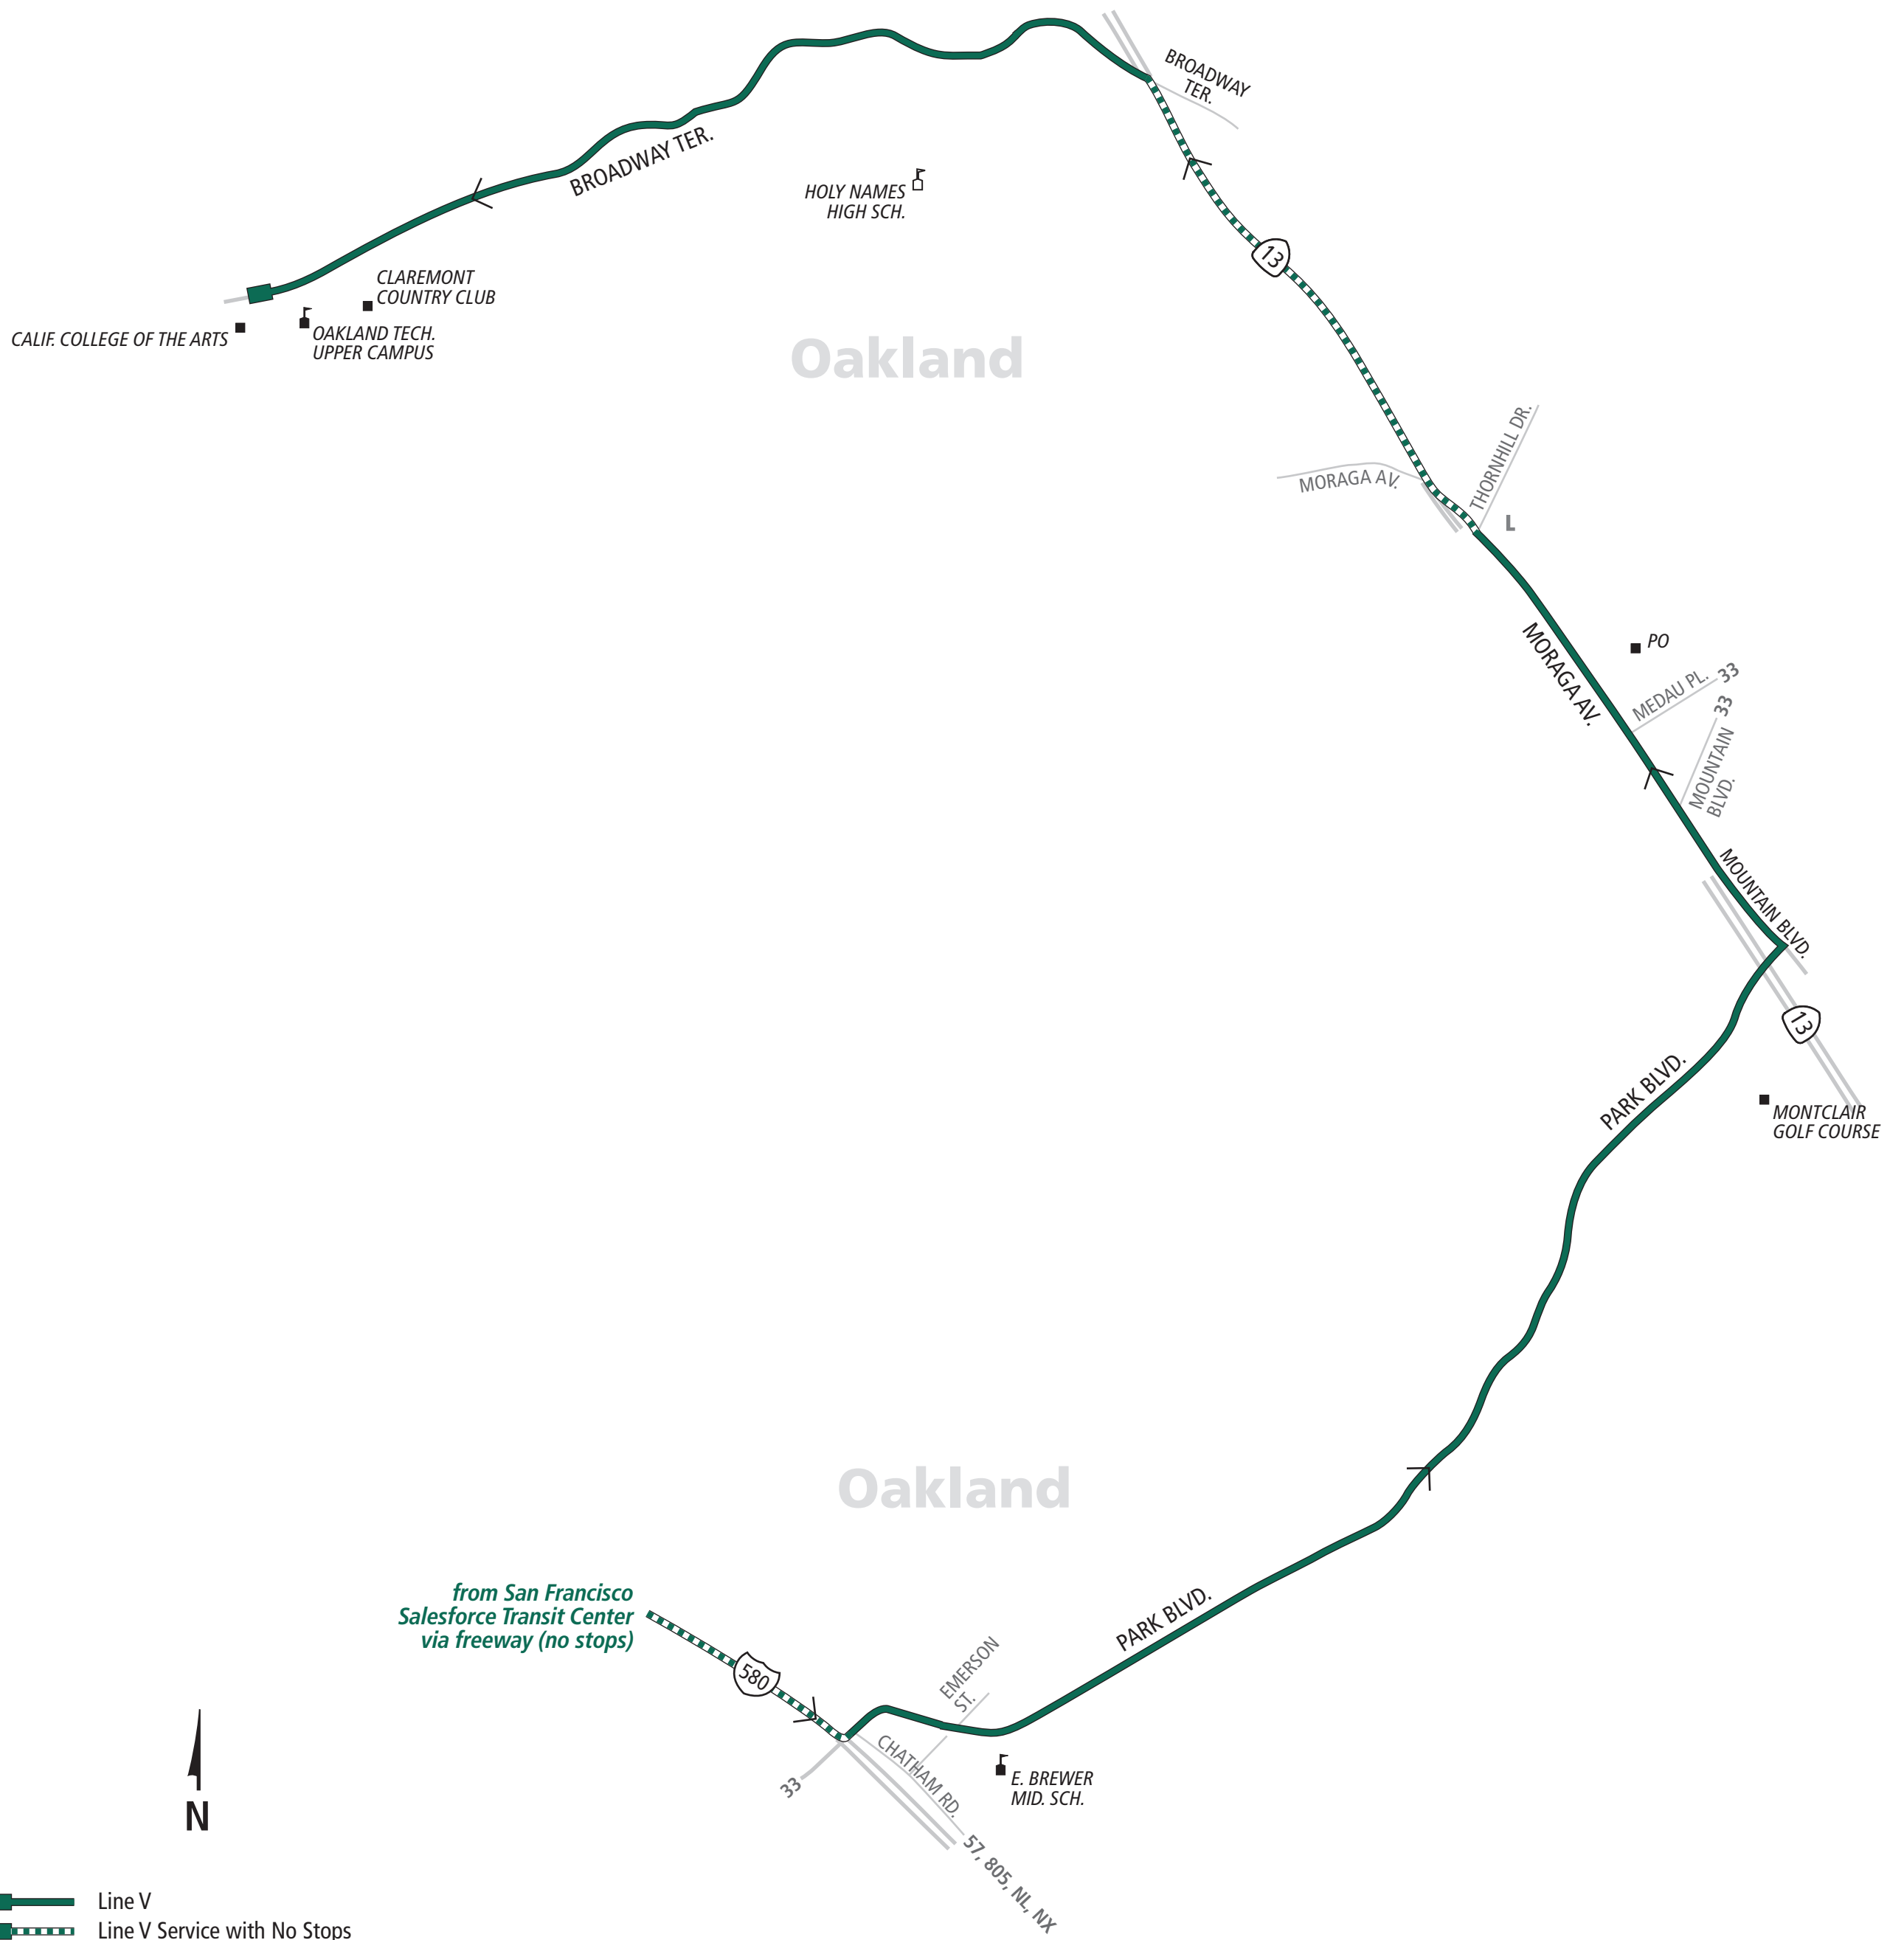 BROADWAY
TER.
BROADWAY TER.
HOLY NAMES
HIGH SCH.
13
CLAREMONT
COUNTRY CLUB
CALIF. COLLEGE OF THE ARTS
OAKLAND TECH.
UPPER CAMPUS
Oakland
THORNHILL DR.
MORAGA AV.
L
PO
MORAGA AV.
MEDAU PL.
33
33
MOUNTAIN
BLVD.
MOUNTAIN BLVD.
13
PARK BLVD.
MONTCLAIR
GOLF COURSE
Oakland
from San Francisco
Salesforce Transit Center
via freeway (no stops)
PARK BLVD.
EMERSON
ST.
580
CHATHAM RD.
33
E. BREWER
MID. SCH.
57, 805, NL, NX
N
Line V
Line V Service with No Stops